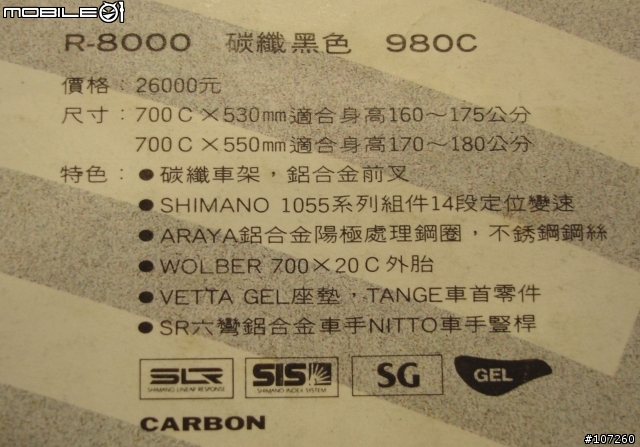 MOBILE01
R-8000 碳纖黑色 980C
價格：26000元
尺寸：700C×530mm適合身高160～175公分
700C×550mm適合身高170～180公分
特色：●碳纖車架，鋁合金前叉
●SHIMANO 1055系列組件14段定位變速
●ARAYA鋁合金陽極處理鋼圈，不銹鋼鋼絲
●WOLBER 700×20C外胎
●VETTA GEL座墊，TANGE車首零件
●SR六彎鋁合金車手NITTO車手豎桿
SLR SIS SG GEL
SHIMANO LINEAR RESPONSE SHIMANO INDEX SYSTEM
CARBON
#107260